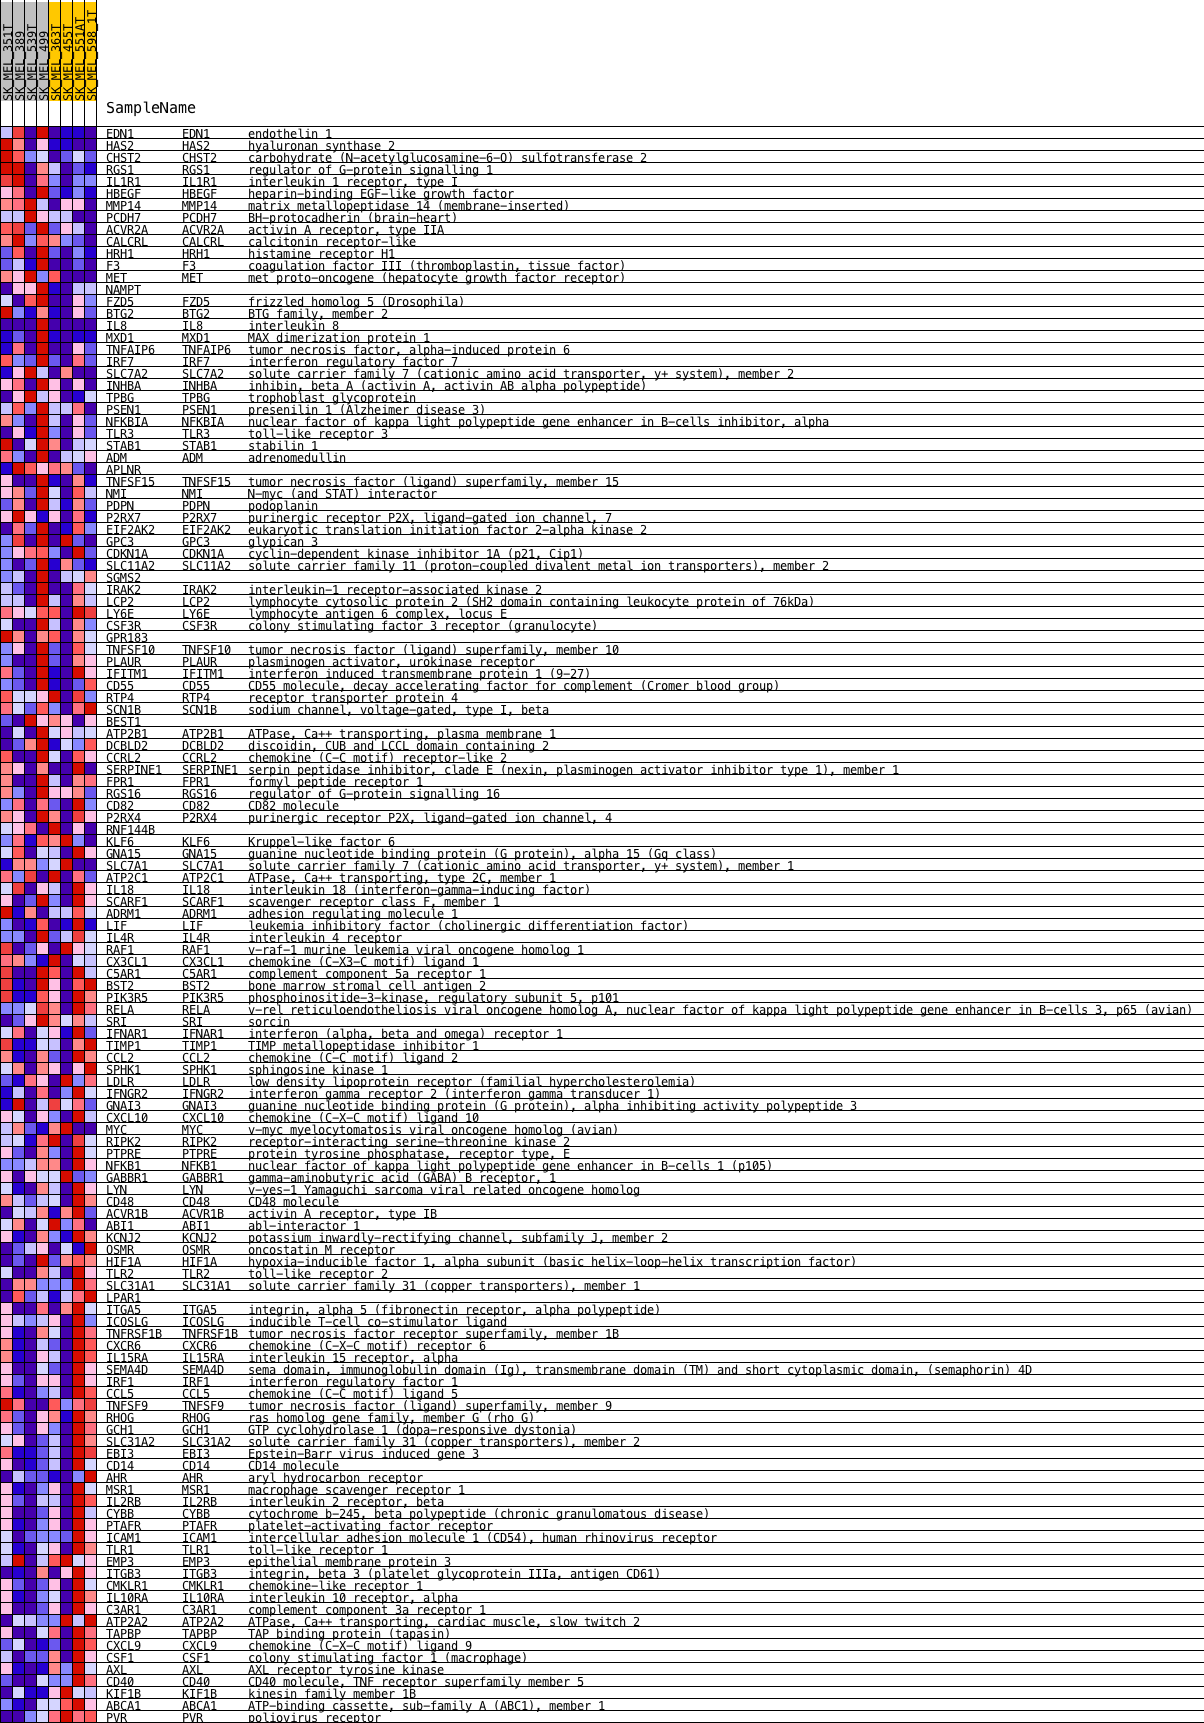 SK_MEL_351T
SK_MEL_389
SK_MEL_539T
SK_MEL_499
SK_MEL_363T
SK_MEL_455T
SK_MEL_551AT
SK_MEL_598_1T
SampleName
EDN1 EDN1 endothelin 1
HAS2 HAS2 hyaluronan synthase 2
CHST2 CHST2 carbohydrate (N-acetylglucosamine-6-O) sulfotransferase 2
RGS1 RGS1 regulator of G-protein signalling 1
IL1R1 IL1R1 interleukin 1 receptor, type I
HBEGF HBEGF heparin-binding EGF-like growth factor
MMP14 MMP14 matrix metallopeptidase 14 (membrane-inserted)
PCDH7 PCDH7 BH-protocadherin (brain-heart)
ACVR2A ACVR2A activin A receptor, type IIA
CALCRL CALCRL calcitonin receptor-like
HRH1 HRH1 histamine receptor H1
F3 F3 coagulation factor III (thromboplastin, tissue factor)
MET MET met proto-oncogene (hepatocyte growth factor receptor)
NAMPT
FZD5 FZD5 frizzled homolog 5 (Drosophila)
BTG2 BTG2 BTG family, member 2
IL8 IL8 interleukin 8
MXD1 MXD1 MAX dimerization protein 1
TNFAIP6 TNFAIP6 tumor necrosis factor, alpha-induced protein 6
IRF7 IRF7 interferon regulatory factor 7
SLC7A2 SLC7A2 solute carrier family 7 (cationic amino acid transporter, y+ system), member 2
INHBA INHBA inhibin, beta A (activin A, activin AB alpha polypeptide)
TPBG TPBG trophoblast glycoprotein
PSEN1 PSEN1 presenilin 1 (Alzheimer disease 3)
NFKBIA NFKBIA nuclear factor of kappa light polypeptide gene enhancer in B-cells inhibitor, alpha
TLR3 TLR3 toll-like receptor 3
STAB1 STAB1 stabilin 1
ADM ADM adrenomedullin
APLNR
TNFSF15 TNFSF15 tumor necrosis factor (ligand) superfamily, member 15
NMI NMI N-myc (and STAT) interactor
PDPN PDPN podoplanin
P2RX7 P2RX7 purinergic receptor P2X, ligand-gated ion channel, 7
EIF2AK2 EIF2AK2 eukaryotic translation initiation factor 2-alpha kinase 2
GPC3 GPC3 glypican 3
CDKN1A CDKN1A cyclin-dependent kinase inhibitor 1A (p21, Cip1)
SLC11A2 SLC11A2 solute carrier family 11 (proton-coupled divalent metal ion transporters), member 2
SGMS2
IRAK2 IRAK2 interleukin-1 receptor-associated kinase 2
LCP2 LCP2 lymphocyte cytosolic protein 2 (SH2 domain containing leukocyte protein of 76kDa)
LY6E LY6E lymphocyte antigen 6 complex, locus E
CSF3R CSF3R colony stimulating factor 3 receptor (granulocyte)
GPR183
TNFSF10 TNFSF10 tumor necrosis factor (ligand) superfamily, member 10
PLAUR PLAUR plasminogen activator, urokinase receptor
IFITM1 IFITM1 interferon induced transmembrane protein 1 (9-27)
CD55 CD55 CD55 molecule, decay accelerating factor for complement (Cromer blood group)
RTP4 RTP4 receptor transporter protein 4
SCN1B SCN1B sodium channel, voltage-gated, type I, beta
BEST1
ATP2B1 ATP2B1 ATPase, Ca++ transporting, plasma membrane 1
DCBLD2 DCBLD2 discoidin, CUB and LCCL domain containing 2
CCRL2 CCRL2 chemokine (C-C motif) receptor-like 2
SERPINE1 SERPINE1 serpin peptidase inhibitor, clade E (nexin, plasminogen activator inhibitor type 1), member 1
FPR1 FPR1 formyl peptide receptor 1
RGS16 RGS16 regulator of G-protein signalling 16
CD82 CD82 CD82 molecule
P2RX4 P2RX4 purinergic receptor P2X, ligand-gated ion channel, 4
RNF144B
KLF6 KLF6 Kruppel-like factor 6
GNA15 GNA15 guanine nucleotide binding protein (G protein), alpha 15 (Gq class)
SLC7A1 SLC7A1 solute carrier family 7 (cationic amino acid transporter, y+ system), member 1
ATP2C1 ATP2C1 ATPase, Ca++ transporting, type 2C, member 1
IL18 IL18 interleukin 18 (interferon-gamma-inducing factor)
SCARF1 SCARF1 scavenger receptor class F, member 1
ADRM1 ADRM1 adhesion regulating molecule 1
LIF LIF leukemia inhibitory factor (cholinergic differentiation factor)
IL4R IL4R interleukin 4 receptor
RAF1 RAF1 v-raf-1 murine leukemia viral oncogene homolog 1
CX3CL1 CX3CL1 chemokine (C-X3-C motif) ligand 1
C5AR1 C5AR1 complement component 5a receptor 1
BST2 BST2 bone marrow stromal cell antigen 2
PIK3R5 PIK3R5 phosphoinositide-3-kinase, regulatory subunit 5, p101
RELA RELA v-rel reticuloendotheliosis viral oncogene homolog A, nuclear factor of kappa light polypeptide gene enhancer in B-cells 3, p65 (avian)
SRI SRI sorcin
IFNAR1 IFNAR1 interferon (alpha, beta and omega) receptor 1
TIMP1 TIMP1 TIMP metallopeptidase inhibitor 1
CCL2 CCL2 chemokine (C-C motif) ligand 2
SPHK1 SPHK1 sphingosine kinase 1
LDLR LDLR low density lipoprotein receptor (familial hypercholesterolemia)
IFNGR2 IFNGR2 interferon gamma receptor 2 (interferon gamma transducer 1)
GNAI3 GNAI3 guanine nucleotide binding protein (G protein), alpha inhibiting activity polypeptide 3
CXCL10 CXCL10 chemokine (C-X-C motif) ligand 10
MYC MYC v-myc myelocytomatosis viral oncogene homolog (avian)
RIPK2 RIPK2 receptor-interacting serine-threonine kinase 2
PTPRE PTPRE protein tyrosine phosphatase, receptor type, E
NFKB1 NFKB1 nuclear factor of kappa light polypeptide gene enhancer in B-cells 1 (p105)
GABBR1 GABBR1 gamma-aminobutyric acid (GABA) B receptor, 1
LYN LYN v-yes-1 Yamaguchi sarcoma viral related oncogene homolog
CD48 CD48 CD48 molecule
ACVR1B ACVR1B activin A receptor, type IB
ABI1 ABI1 abl-interactor 1
KCNJ2 KCNJ2 potassium inwardly-rectifying channel, subfamily J, member 2
OSMR OSMR oncostatin M receptor
HIF1A HIF1A hypoxia-inducible factor 1, alpha subunit (basic helix-loop-helix transcription factor)
TLR2 TLR2 toll-like receptor 2
SLC31A1 SLC31A1 solute carrier family 31 (copper transporters), member 1
LPAR1
ITGA5 ITGA5 integrin, alpha 5 (fibronectin receptor, alpha polypeptide)
ICOSLG ICOSLG inducible T-cell co-stimulator ligand
TNFRSF1B TNFRSF1B tumor necrosis factor receptor superfamily, member 1B
CXCR6 CXCR6 chemokine (C-X-C motif) receptor 6
IL15RA IL15RA interleukin 15 receptor, alpha
SEMA4D SEMA4D sema domain, immunoglobulin domain (Ig), transmembrane domain (TM) and short cytoplasmic domain, (semaphorin) 4D
IRF1 IRF1 interferon regulatory factor 1
CCL5 CCL5 chemokine (C-C motif) ligand 5
TNFSF9 TNFSF9 tumor necrosis factor (ligand) superfamily, member 9
RHOG RHOG ras homolog gene family, member G (rho G)
GCH1 GCH1 GTP cyclohydrolase 1 (dopa-responsive dystonia)
SLC31A2 SLC31A2 solute carrier family 31 (copper transporters), member 2
EBI3 EBI3 Epstein-Barr virus induced gene 3
CD14 CD14 CD14 molecule
AHR AHR aryl hydrocarbon receptor
MSR1 MSR1 macrophage scavenger receptor 1
IL2RB IL2RB interleukin 2 receptor, beta
CYBB CYBB cytochrome b-245, beta polypeptide (chronic granulomatous disease)
PTAFR PTAFR platelet-activating factor receptor
ICAM1 ICAM1 intercellular adhesion molecule 1 (CD54), human rhinovirus receptor
TLR1 TLR1 toll-like receptor 1
EMP3 EMP3 epithelial membrane protein 3
ITGB3 ITGB3 integrin, beta 3 (platelet glycoprotein IIIa, antigen CD61)
CMKLR1 CMKLR1 chemokine-like receptor 1
IL10RA IL10RA interleukin 10 receptor, alpha
C3AR1 C3AR1 complement component 3a receptor 1
ATP2A2 ATP2A2 ATPase, Ca++ transporting, cardiac muscle, slow twitch 2
TAPBP TAPBP TAP binding protein (tapasin)
CXCL9 CXCL9 chemokine (C-X-C motif) ligand 9
CSF1 CSF1 colony stimulating factor 1 (macrophage)
AXL AXL AXL receptor tyrosine kinase
CD40 CD40 CD40 molecule, TNF receptor superfamily member 5
KIF1B KIF1B kinesin family member 1B
ABCA1 ABCA1 ATP-binding cassette, sub-family A (ABC1), member 1
PVR PVR poliovirus receptor